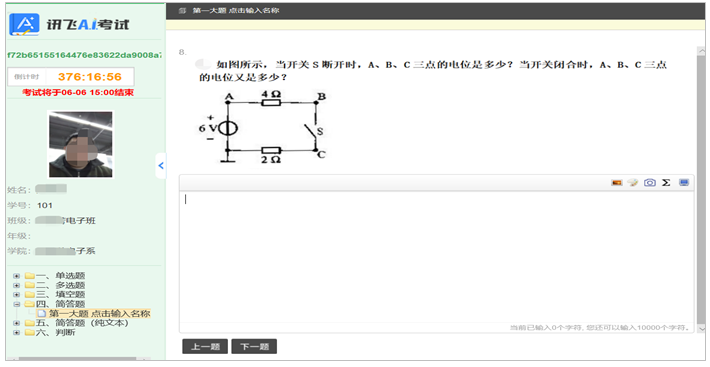 讯飞A.I.考试
f72b65155164476e83622da9008a7
倒计时 376:16:56
考试将于06-06 15:00结束
姓名：
学号： 101
班级： 电子班
年级：
学院： 子系
一、单选题
二、多选题
三、填空题
四、简答题
第一大题 点击输入名称
五、简答题（纯文本）
六、判断
第一大题 点击输入名称
8.
如图所示，当开关 S 断开时，A、B、C 三点的电位是多少？当开关闭合时，A、B、C 三点
的电位又是多少？
A 4Ω B
+
6 V S
−
2Ω C
Σ
当前已输入0个字符, 您还可以输入10000个字符。
上一题 下一题